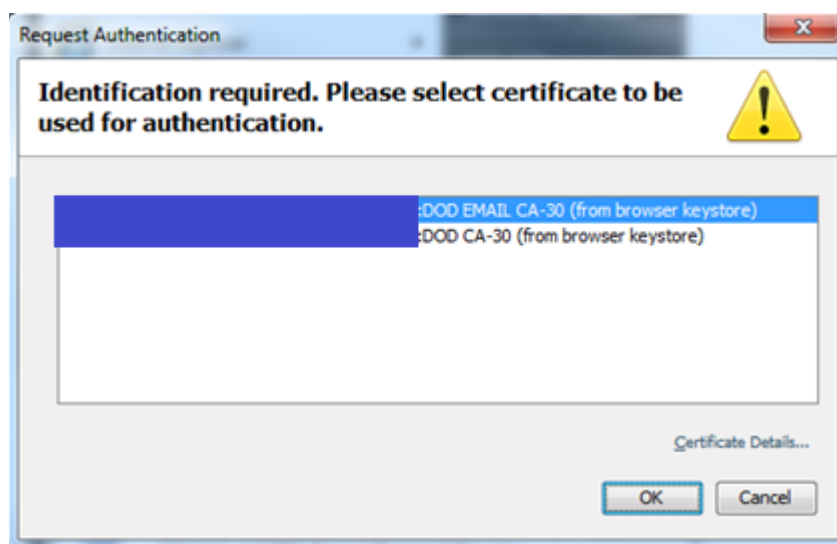 Request Authentication
Identification required. Please select certificate to be
used for authentication.
:DOD EMAIL CA-30 (from browser keystore)
:DOD CA-30 (from browser keystore)
Certificate Details...
OK
Cancel